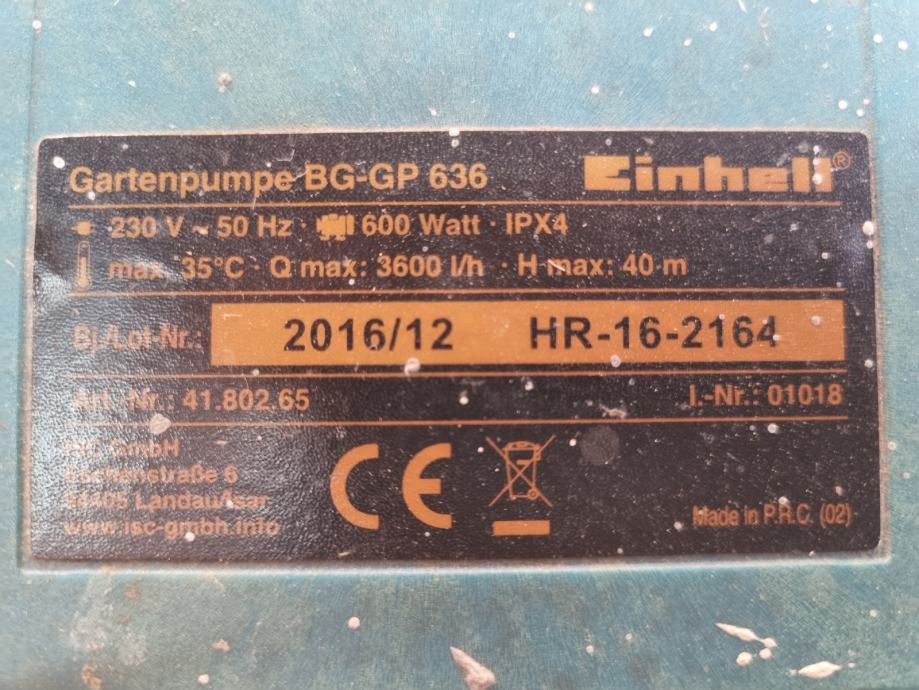 Gartenpumpe BG-GP 636 Einhell®
230 V ~ 50 Hz · 600 Watt · IPX4
max. 35°C · Q max: 3600 l/h · H max: 40 m
Bj./Lot-Nr.: 2016/12 HR-16-2164
Art.-Nr.: 41.802.65 I.-Nr.: 01018
GmbH
Eschenstraße 6
94405 Landau/Isar
www.isc-gmbh.info
CE
Made in P.R.C. (02)